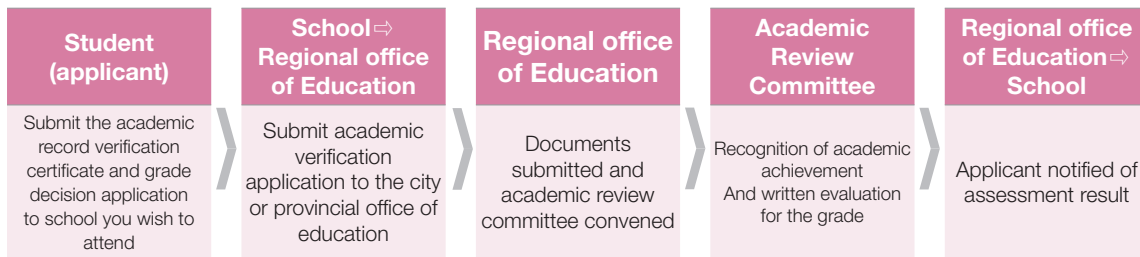 Student
(applicant)
Submit the academic
record verification
certificate and grade
decision application
to school you wish to
attend
School⇨
Regional office
of Education
Submit academic
verification
application to the city
or provincial office of
education
Regional office
of Education
Documents
submitted and
academic review
committee convened
Academic
Review
Committee
Recognition of academic
achievement
And written evaluation
for the grade
Regional office
of Education⇨
School
Applicant notified of
assessment result